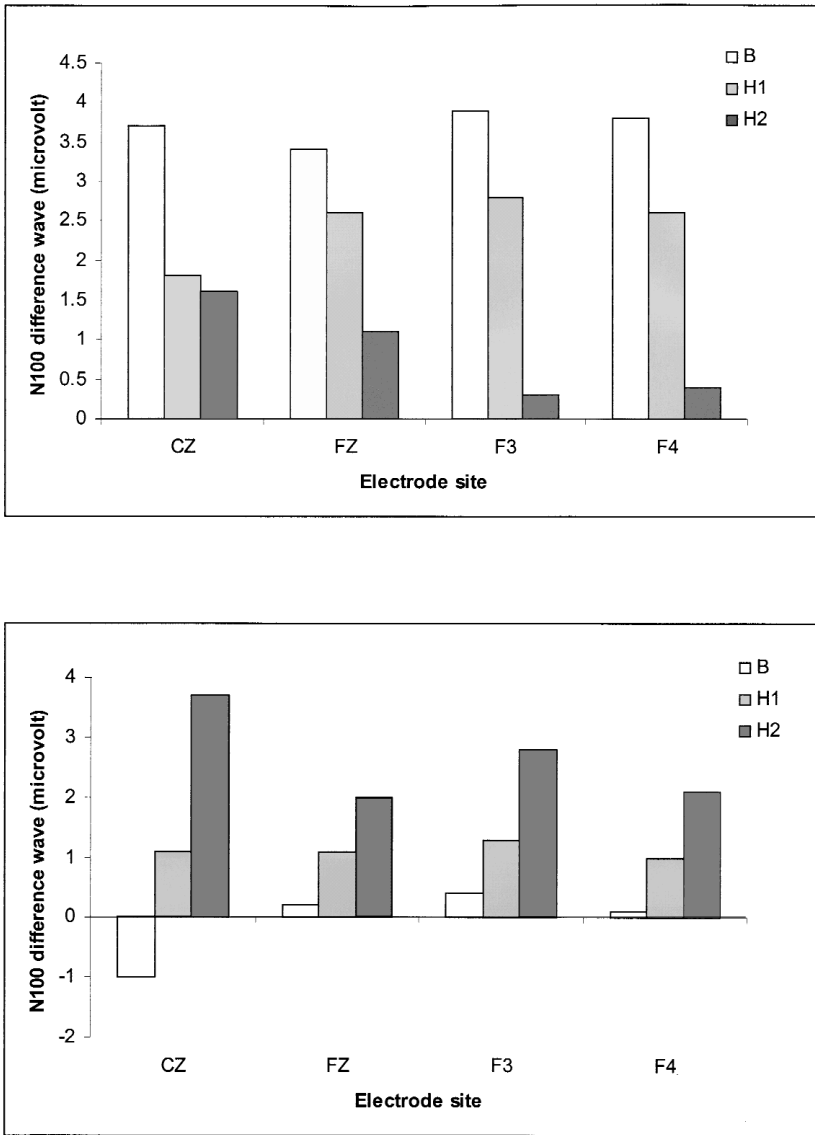 4.5
4
3.5
3
2.5
2
1.5
1
0.5
0
N100 difference wave (microvolt)
B
H1
H2
CZ FZ F3 F4
Electrode site
4
3
2
1
0
-1
-2
N100 difference wave (microvolt)
B
H1
H2
CZ FZ F3 F4
Electrode site